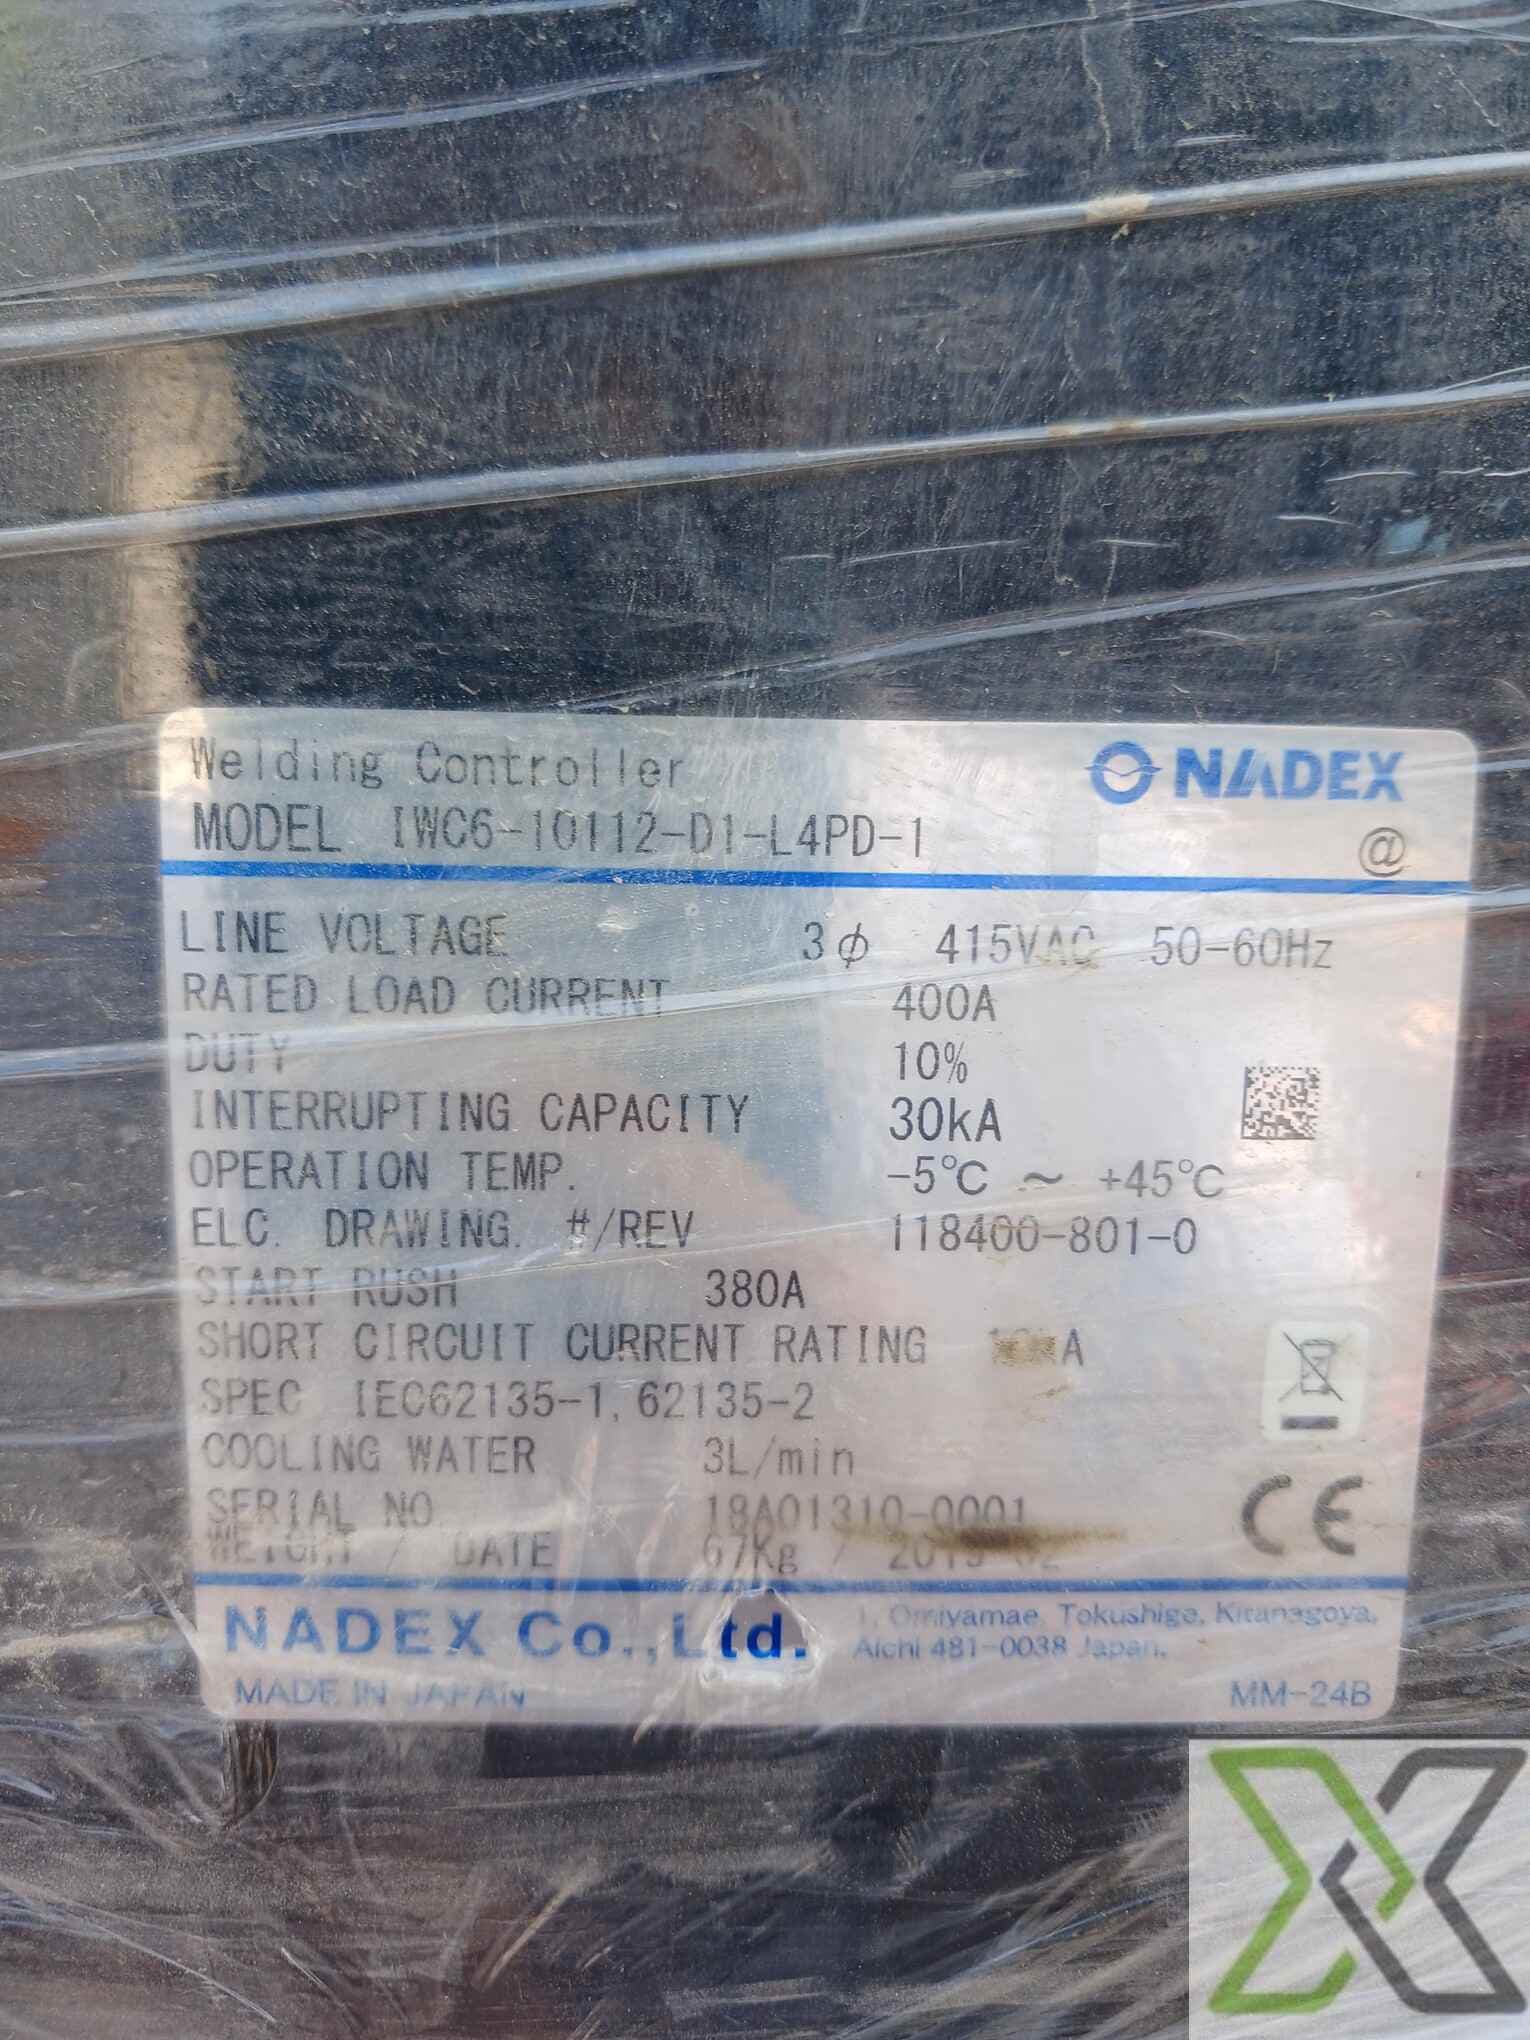 Welding Controller
NADEX
MODEL IWC6-10112-D1-L4PD-1
@
LINE VOLTAGE 3φ 415VAC 50-60Hz
RATED LOAD CURRENT 400A
DUTY 10%
INTERRUPTING CAPACITY 30kA
OPERATION TEMP. -5℃ ~ +45℃
ELC. DRAWING. #/REV 118400-801-0
START RUSH 380A
SHORT CIRCUIT CURRENT RATING
SPEC IEC62135-1, 62135-2
COOLING WATER 3L/min
SERIAL NO 18A01310-0001
WEIGHT / DATE 67Kg /
CE
NADEX Co., Ltd.
1, Omiyamae, Tokushige, Kitanagoya,
Aichi 481-0038 Japan.
MADE IN JAPAN
MM-24B